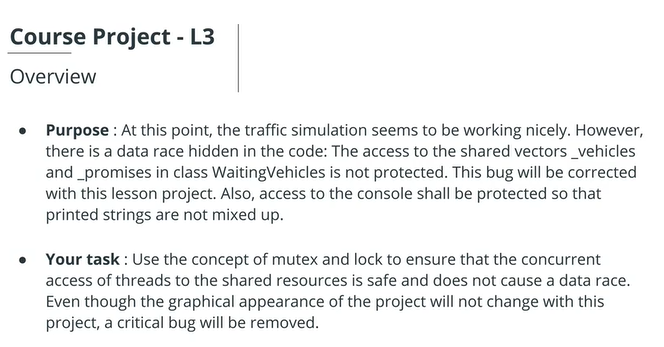 Course Project - L3
Overview
● Purpose : At this point, the traffic simulation seems to be working nicely. However,
there is a data race hidden in the code: The access to the shared vectors _vehicles
and _promises in class WaitingVehicles is not protected. This bug will be corrected
with this lesson project. Also, access to the console shall be protected so that
printed strings are not mixed up.
● Your task : Use the concept of mutex and lock to ensure that the concurrent
access of threads to the shared resources is safe and does not cause a data race.
Even though the graphical appearance of the project will not change with this
project, a critical bug will be removed.